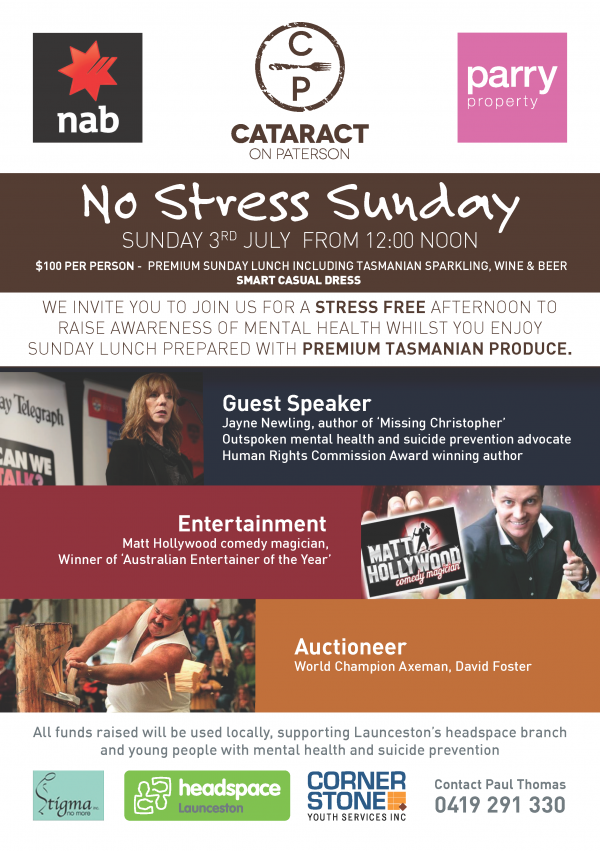 nab
C
P
CATARACT
ON PATERSON
parry
property
No Stress Sunday
SUNDAY 3RD JULY FROM 12:00 NOON
$100 PER PERSON - PREMIUM SUNDAY LUNCH INCLUDING TASMANIAN SPARKLING, WINE & BEER
SMART CASUAL DRESS
WE INVITE YOU TO JOIN US FOR A STRESS FREE AFTERNOON TO
RAISE AWARENESS OF MENTAL HEALTH WHILST YOU ENJOY
SUNDAY LUNCH PREPARED WITH PREMIUM TASMANIAN PRODUCE.
ay Telegraph
CAN WE
TALK?
Guest Speaker
Jayne Newling, author of 'Missing Christopher'
Outspoken mental health and suicide prevention advocate
Human Rights Commission Award winning author
Entertainment
Matt Hollywood comedy magician,
Winner of 'Australian Entertainer of the Year'
MATT
HOLLYWOOD
comedy magician
Auctioneer
World Champion Axeman, David Foster
All funds raised will be used locally, supporting Launceston's headspace branch
and young people with mental health and suicide prevention
Stigma inc.
no more
headspace
Launceston
CORNER
STONE
YOUTH SERVICES INC
Contact Paul Thomas
0419 291 330